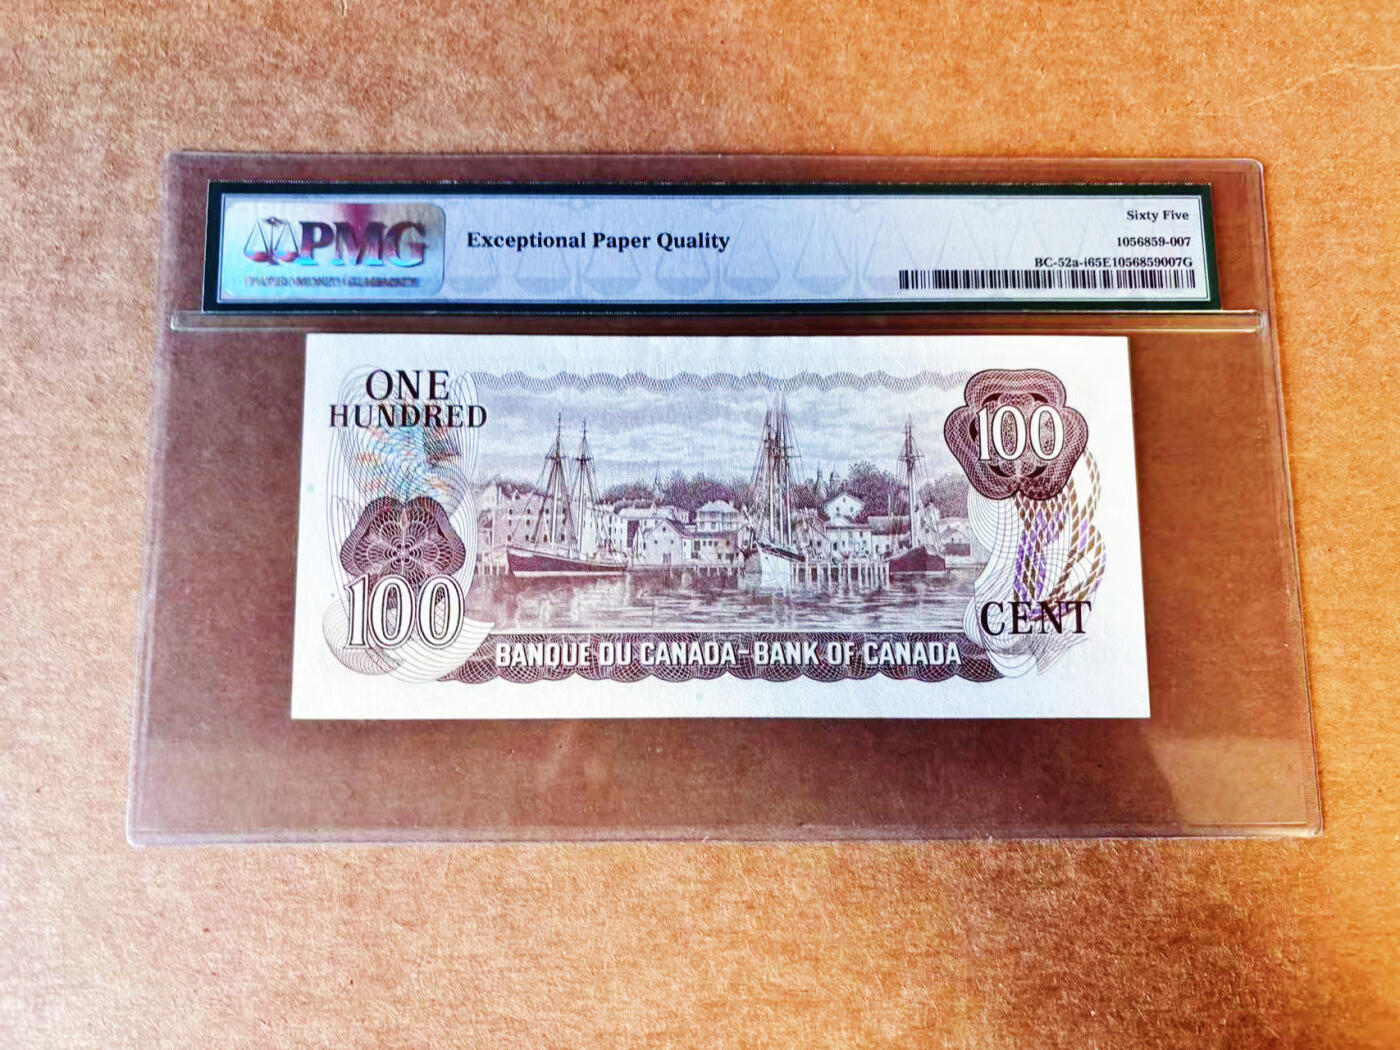 PMG
Exceptional Paper Quality
Sixty Five
1056859-007
BC-52a-i65E1056859007G
ONE
HUNDRED
100
100
CENT
BANQUE DU CANADA-BANK OF CANADA